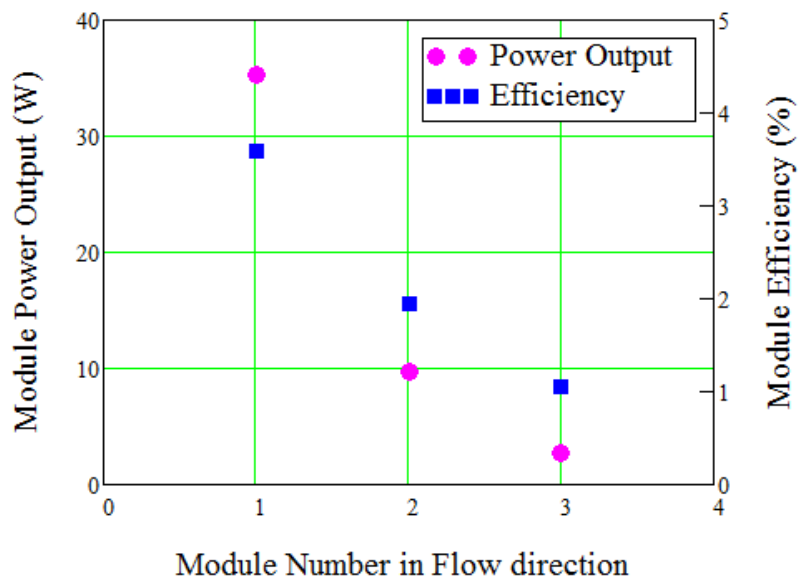 40
30
20
10
0
Module Power Output (W)
Power Output
Efficiency
5
4
3
2
1
0
Module Efficiency (%)
0 1 2 3 4
Module Number in Flow direction